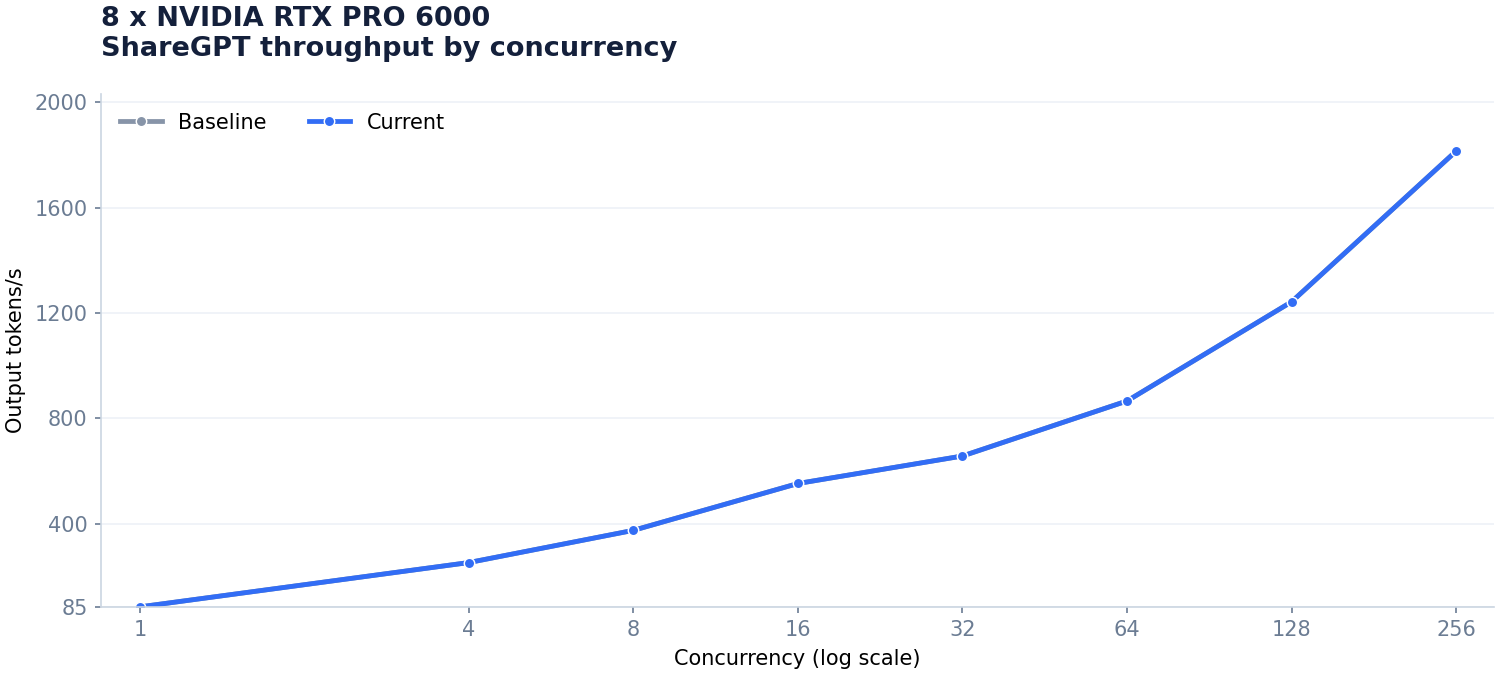 8 x NVIDIA RTX PRO 6000
ShareGPT throughput by concurrency
Baseline
Current
Output tokens/s
2000
1600
1200
800
400
85
1 4 8 16 32 64 128 256
Concurrency (log scale)